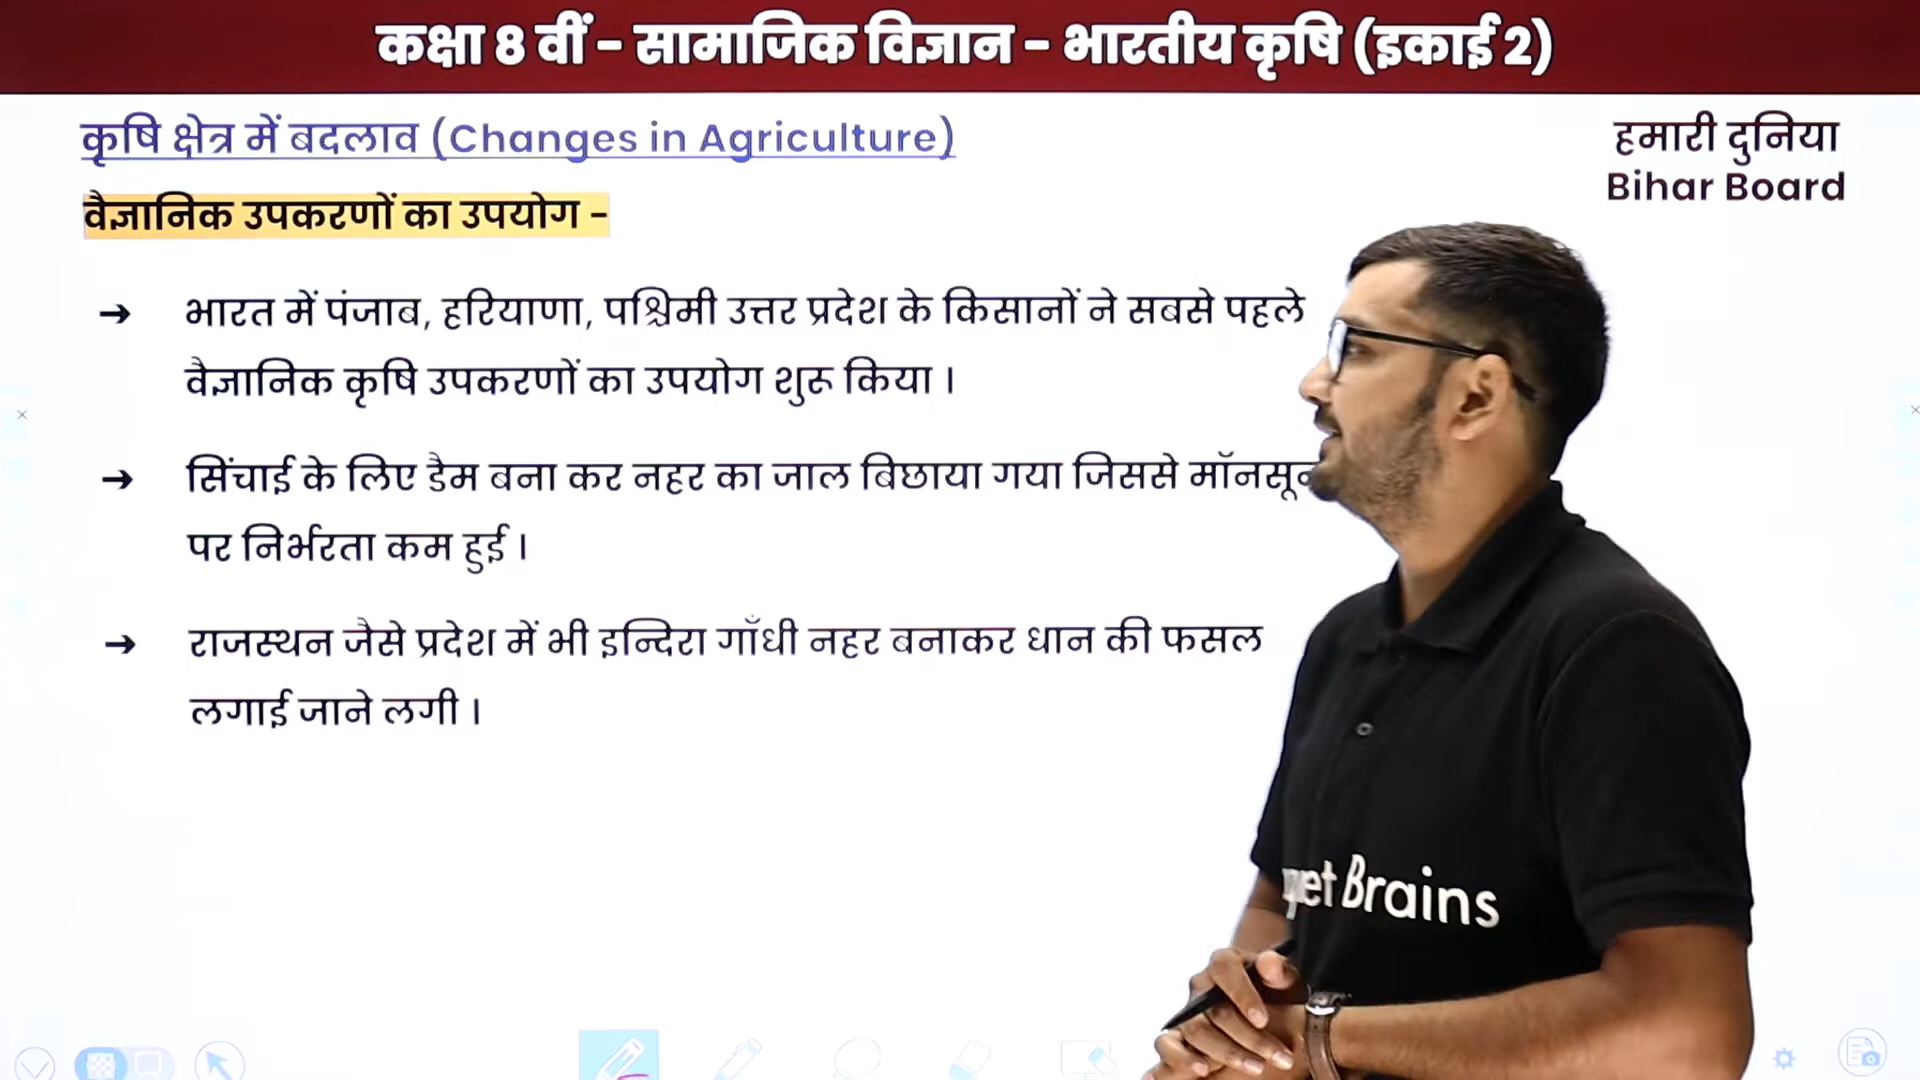 कक्षा 8 वीं - सामाजिक विज्ञान - भारतीय कृषि (इकाई 2)
कृषि क्षेत्र में बदलाव (Changes in Agriculture)
हमारी दुनिया
Bihar Board
वैज्ञानिक उपकरणों का उपयोग -
➔ भारत में पंजाब, हरियाणा, पश्चिमी उत्तर प्रदेश के किसानों ने सबसे पहले
वैज्ञानिक कृषि उपकरणों का उपयोग शुरू किया ।
➔ सिंचाई के लिए डैम बना कर नहर का जाल बिछाया गया जिससे मॉनसून
पर निर्भरता कम हुई ।
➔ राजस्थन जैसे प्रदेश में भी इन्दिरा गाँधी नहर बनाकर धान की फसल
लगाई जाने लगी ।
Brains